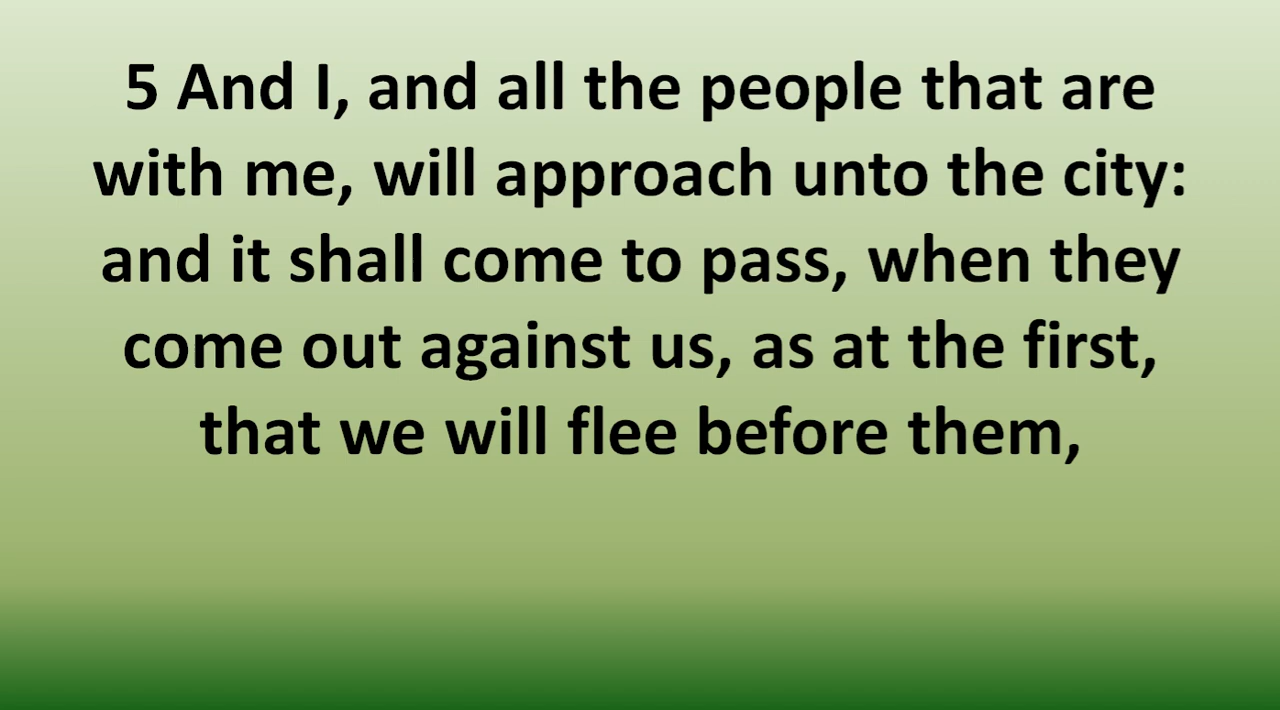 5 And I, and all the people that are
with me, will approach unto the city:
and it shall come to pass, when they
come out against us, as at the first,
that we will flee before them,